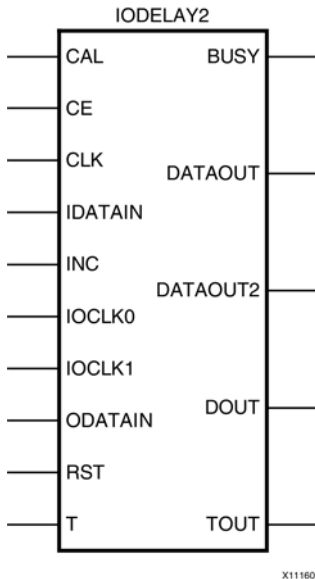 IODELAY2
CAL BUSY
CE
CLK
DATAOUT
IDATAIN
INC
DATAOUT2
IOCLK0
IOCLK1
DOUT
ODATAIN
RST
T TOUT
X11160